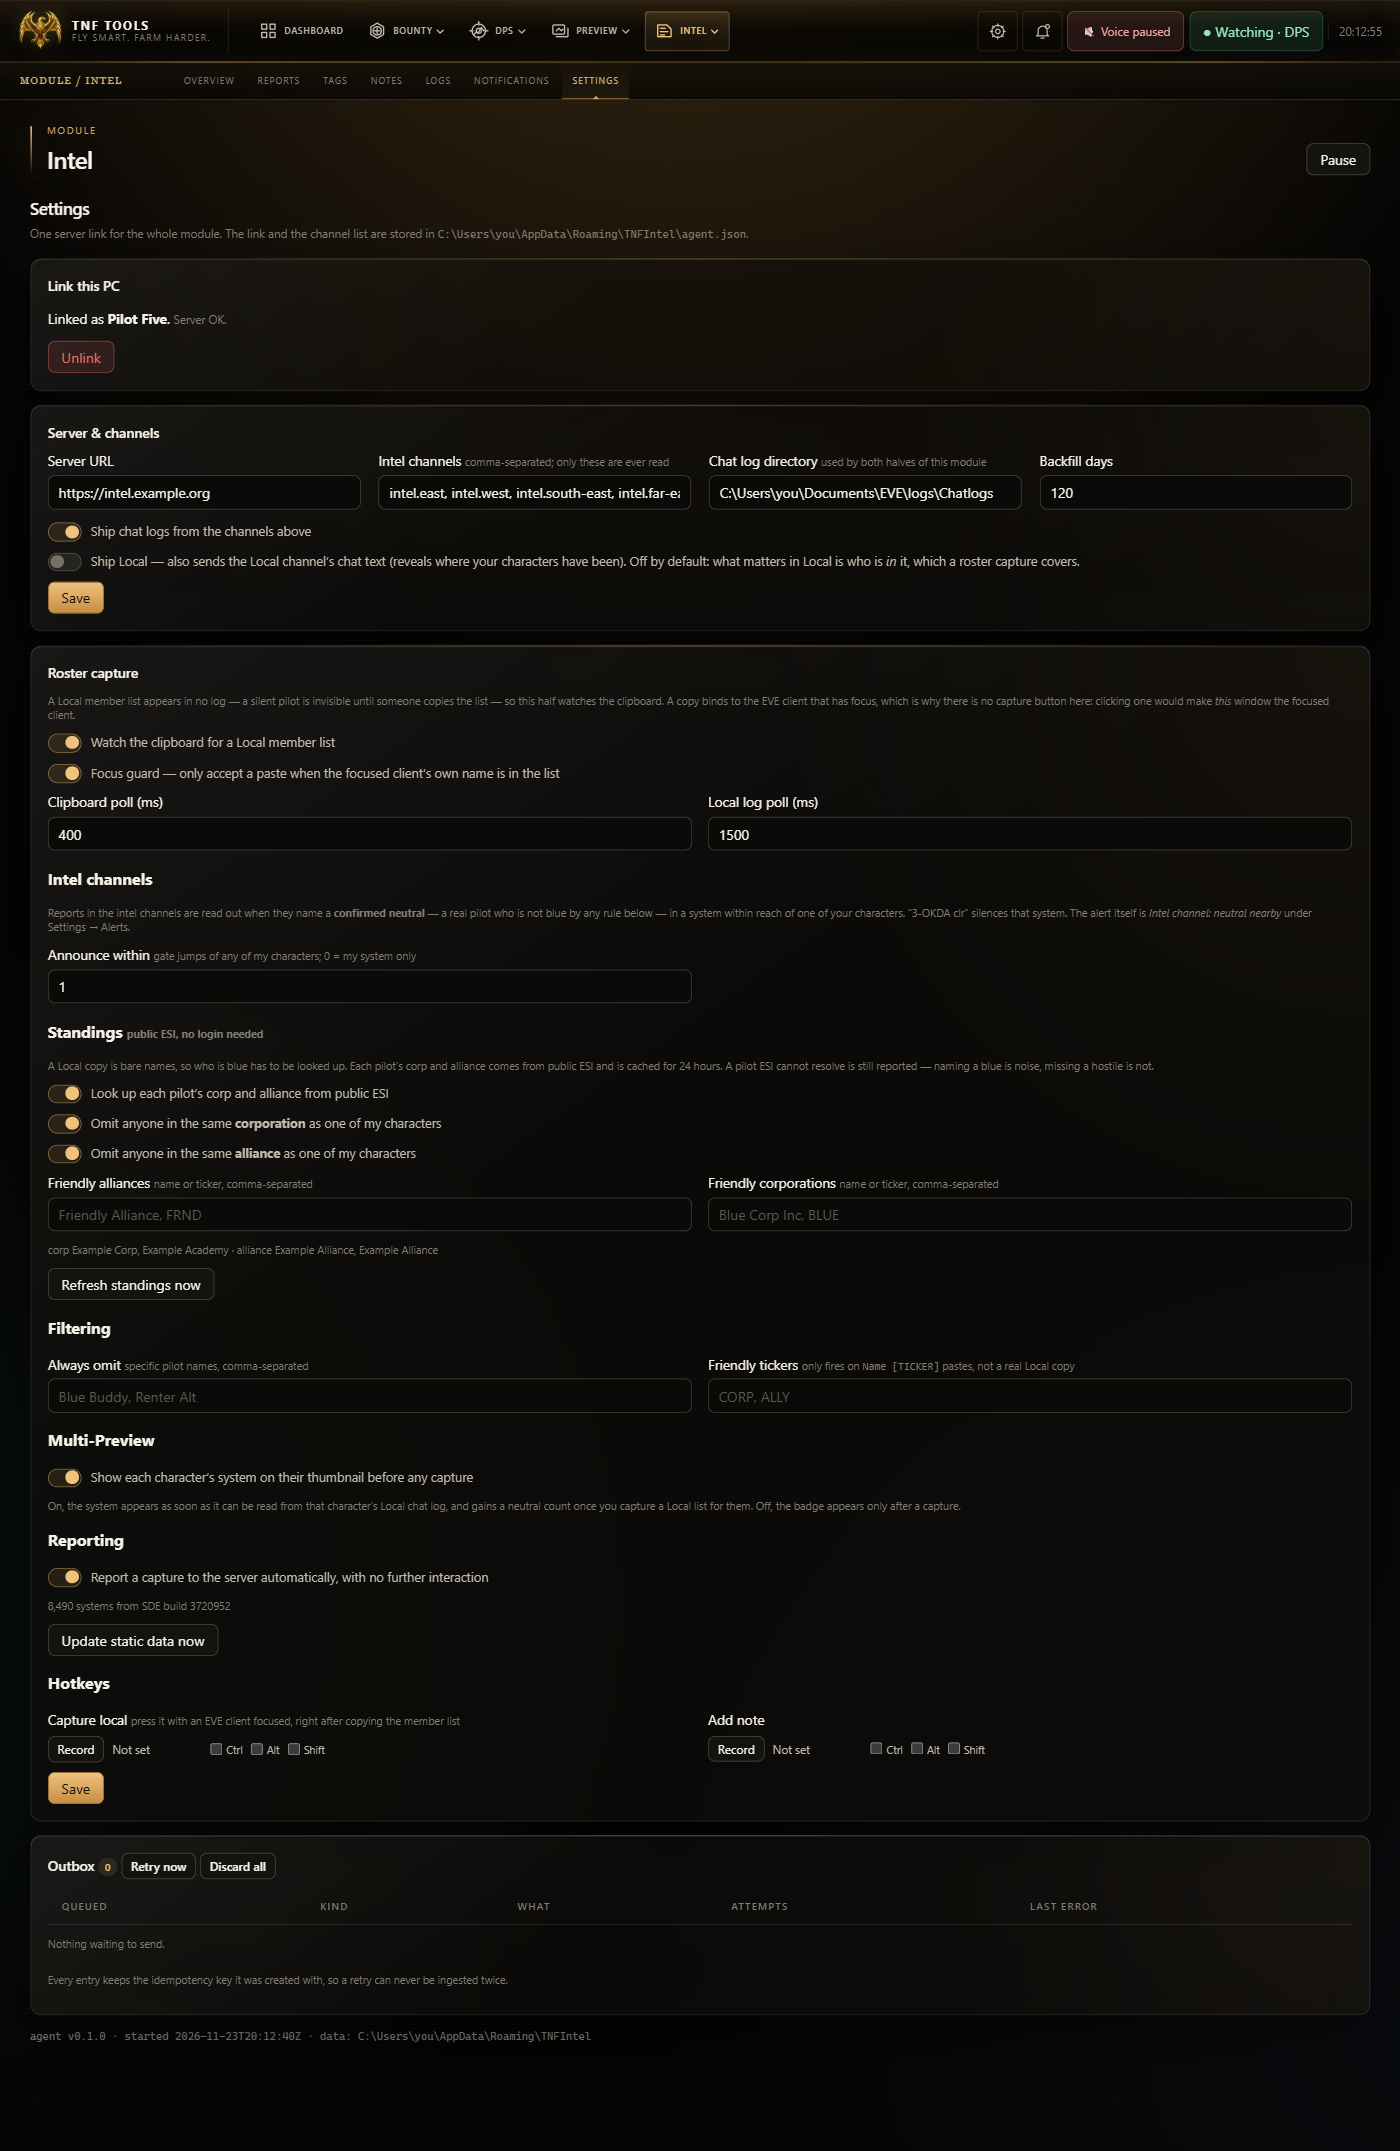 TNF TOOLS
FLY SMART. FARM HARDER.
DASHBOARD
BOUNTY
DPS
PREVIEW
INTEL
Voice paused
Watching · DPS
20:12:55
MODULE / INTEL
OVERVIEW
REPORTS
TAGS
NOTES
LOGS
NOTIFICATIONS
SETTINGS
MODULE
Intel
Pause
Settings
One server link for the whole module. The link and the channel list are stored in C:\Users\you\AppData\Roaming\TNFIntel\agent.json.
Link this PC
Linked as Pilot Five. Server OK.
Unlink
Server & channels
Server URL
Intel channels comma-separated; only these are ever read
Chat log directory used by both halves of this module
Backfill days
https://intel.example.org
intel.east, intel.west, intel.south-east, intel.far-ea
C:\Users\you\Documents\EVE\logs\Chatlogs
120
Ship chat logs from the channels above
Ship Local — also sends the Local channel's chat text (reveals where your characters have been). Off by default: what matters in Local is who is in it, which a roster capture covers.
Save
Roster capture
A Local member list appears in no log — a silent pilot is invisible until someone copies the list — so this half watches the clipboard. A copy binds to the EVE client that has focus, which is why there is no capture button here: clicking one would make this window the focused
client.
Watch the clipboard for a Local member list
Focus guard — only accept a paste when the focused client's own name is in the list
Clipboard poll (ms)
Local log poll (ms)
400
1500
Intel channels
Reports in the intel channels are read out when they name a confirmed neutral — a real pilot who is not blue by any rule below — in a system within reach of one of your characters. "3-OKDA clr" silences that system. The alert itself is Intel channel: neutral nearby under
Settings → Alerts.
Announce within gate jumps of any of my characters; 0 = my system only
1
Standings public ESI, no login needed
A Local copy is bare names, so who is blue has to be looked up. Each pilot's corp and alliance comes from public ESI and is cached for 24 hours. A pilot ESI cannot resolve is still reported — naming a blue is noise, missing a hostile is not.
Look up each pilot's corp and alliance from public ESI
Omit anyone in the same corporation as one of my characters
Omit anyone in the same alliance as one of my characters
Friendly alliances name or ticker, comma-separated
Friendly corporations name or ticker, comma-separated
Friendly Alliance, FRND
Blue Corp Inc, BLUE
corp Example Corp, Example Academy · alliance Example Alliance, Example Alliance
Refresh standings now
Filtering
Always omit specific pilot names, comma-separated
Friendly tickers only fires on Name [TICKER] pastes, not a real Local copy
Blue Buddy, Renter Alt
CORP, ALLY
Multi-Preview
Show each character's system on their thumbnail before any capture
On, the system appears as soon as it can be read from that character's Local chat log, and gains a neutral count once you capture a Local list for them. Off, the badge appears only after a capture.
Reporting
Report a capture to the server automatically, with no further interaction
8,490 systems from SDE build 3720952
Update static data now
Hotkeys
Capture local press it with an EVE client focused, right after copying the member list
Add note
Record Not set Ctrl Alt Shift
Record Not set Ctrl Alt Shift
Save
Outbox 0 Retry now Discard all
QUEUED KIND WHAT ATTEMPTS LAST ERROR
Nothing waiting to send.
Every entry keeps the idempotency key it was created with, so a retry can never be ingested twice.
agent v0.1.0 · started 2026-11-23T20:12:40Z · data: C:\Users\you\AppData\Roaming\TNFIntel